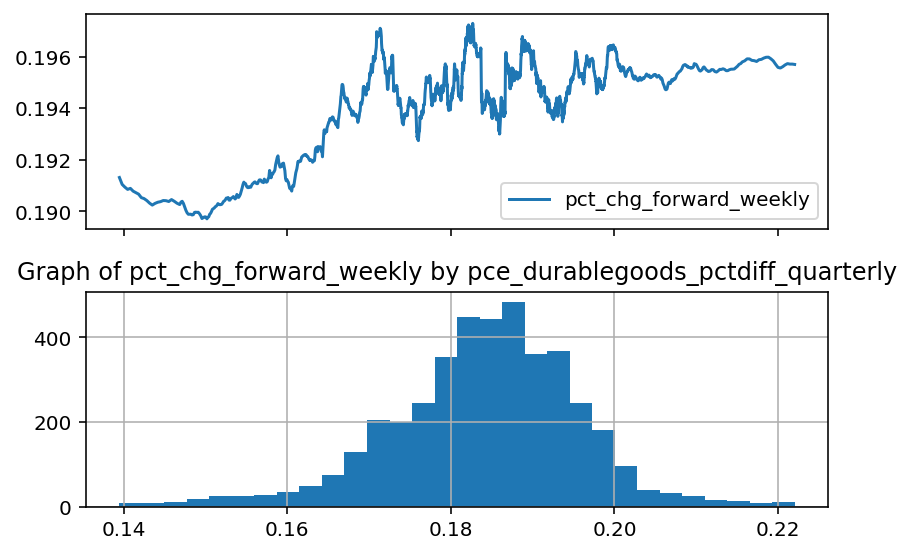 0.196
0.194
0.192
0.190
pct_chg_forward_weekly
Graph of pct_chg_forward_weekly by pce_durablegoods_pctdiff_quarterly
400
200
0
0.14 0.16 0.18 0.20 0.22